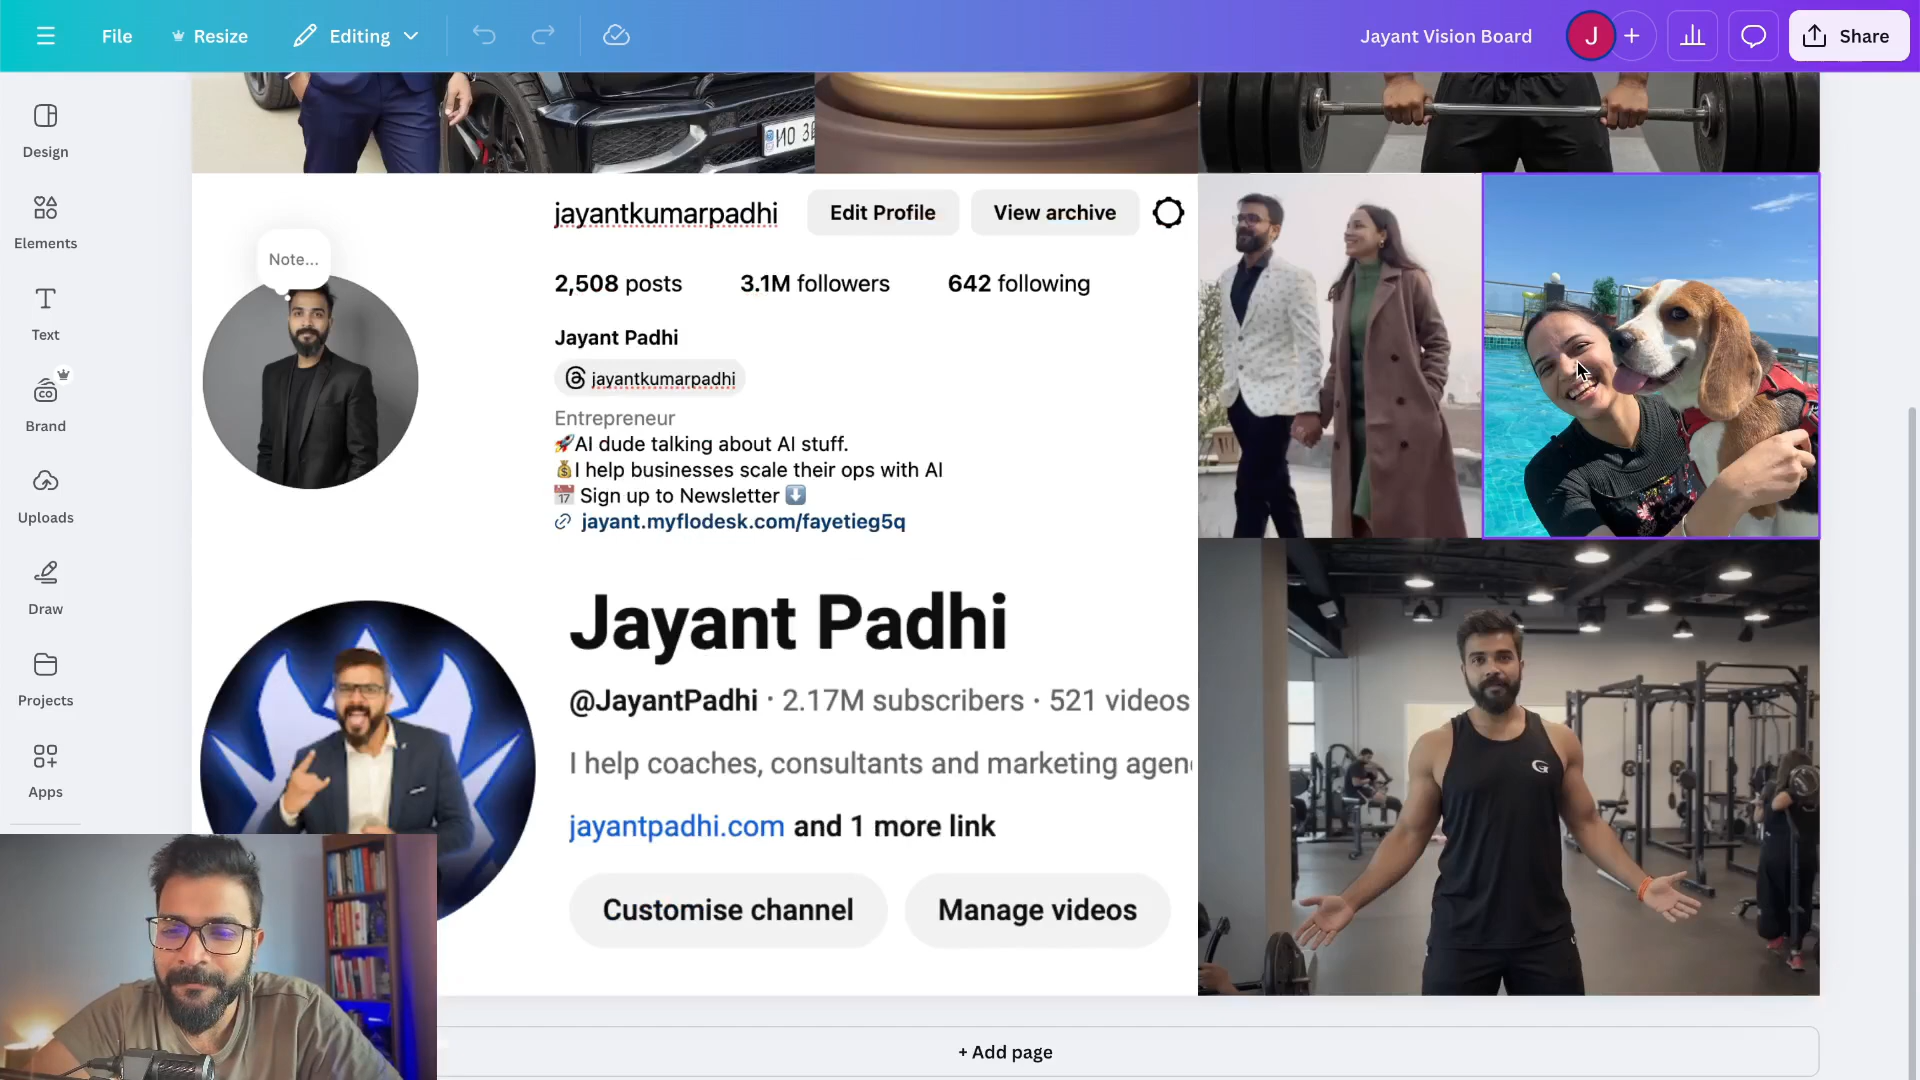 File
Resize
Editing
Jayant Vision Board
J
Share
Design
Elements
Text
Brand
Uploads
Draw
Projects
Apps
jayantkumarpadhi
Edit Profile
View archive
Note...
2,508 posts
3.1M followers
642 following
Jayant Padhi
jayantkumarpadhi
Entrepreneur
🚀AI dude talking about AI stuff.
💰I help businesses scale their ops with AI
📅 Sign up to Newsletter ⬇️
jayant.myflodesk.com/fayetieg5q
Jayant Padhi
@JayantPadhi · 2.17M subscribers · 521 videos
I help coaches, consultants and marketing agen
jayantpadhi.com and 1 more link
Customise channel
Manage videos
+ Add page